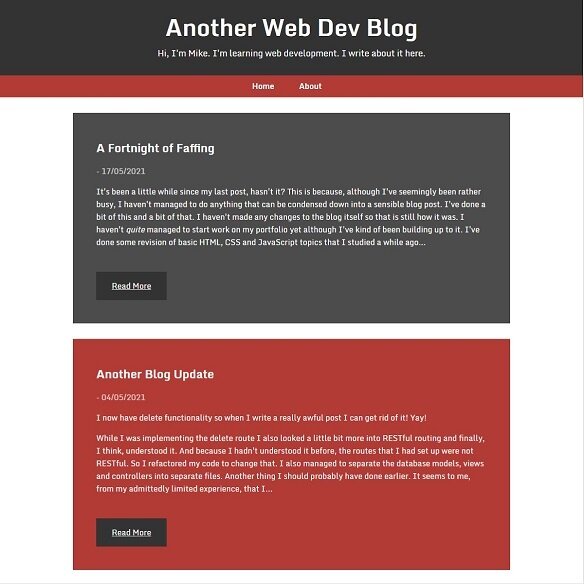 Another Web Dev Blog
Hi, I'm Mike. I'm learning web development. I write about it here.
Home About
A Fortnight of Faffing
- 17/05/2021
It's been a little while since my last post, hasn't it? This is because, although I've seemingly been rather
busy, I haven't managed to do anything that can be condensed down into a sensible blog post. I've done a
bit of this and a bit of that. I haven't made any changes to the blog itself so that is still how it was. I
haven't quite managed to start work on my portfolio yet although I've kind of been building up to it. I've
done some revision of basic HTML, CSS and JavaScript topics that I studied a while ago...
Read More
Another Blog Update
- 04/05/2021
I now have delete functionality so when I write a really awful post I can get rid of it! Yay!
While I was implementing the delete route I also looked a little bit more into RESTful routing and finally,
I think, understood it. And because I hadn't understood it before, the routes that I had set up were not
RESTful. So I refactored my code to change that. I also managed to separate the database models, views
and controllers into separate files. Another thing I should probably have done earlier. It seems to me,
from my admittedly limited experience, that I...
Read More